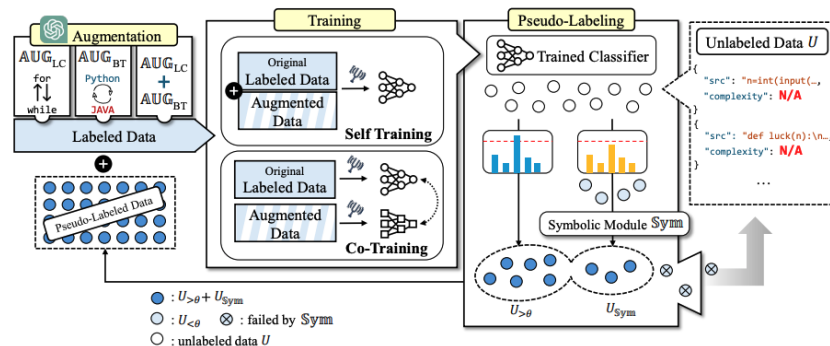 Augmentation
AUG_LC
for
while
AUG_BT
Python
JAVA
AUG_LC
+
AUG_BT
Labeled Data
Pseudo-Labeled Data
Training
Original
Labeled Data
Augmented
Data
Self Training
Original
Labeled Data
Augmented
Data
Co-Training
Pseudo-Labeling
Trained Classifier
Symbolic Module Sym
U>θ
USym
Unlabeled Data U
{
"src": "n=int(input(…,
"complexity": N/A
}
{
"src": "def luck(n):\n…,
"complexity": N/A
}
...
: U>θ + USym
: U<θ
: failed by Sym
: unlabeled data U